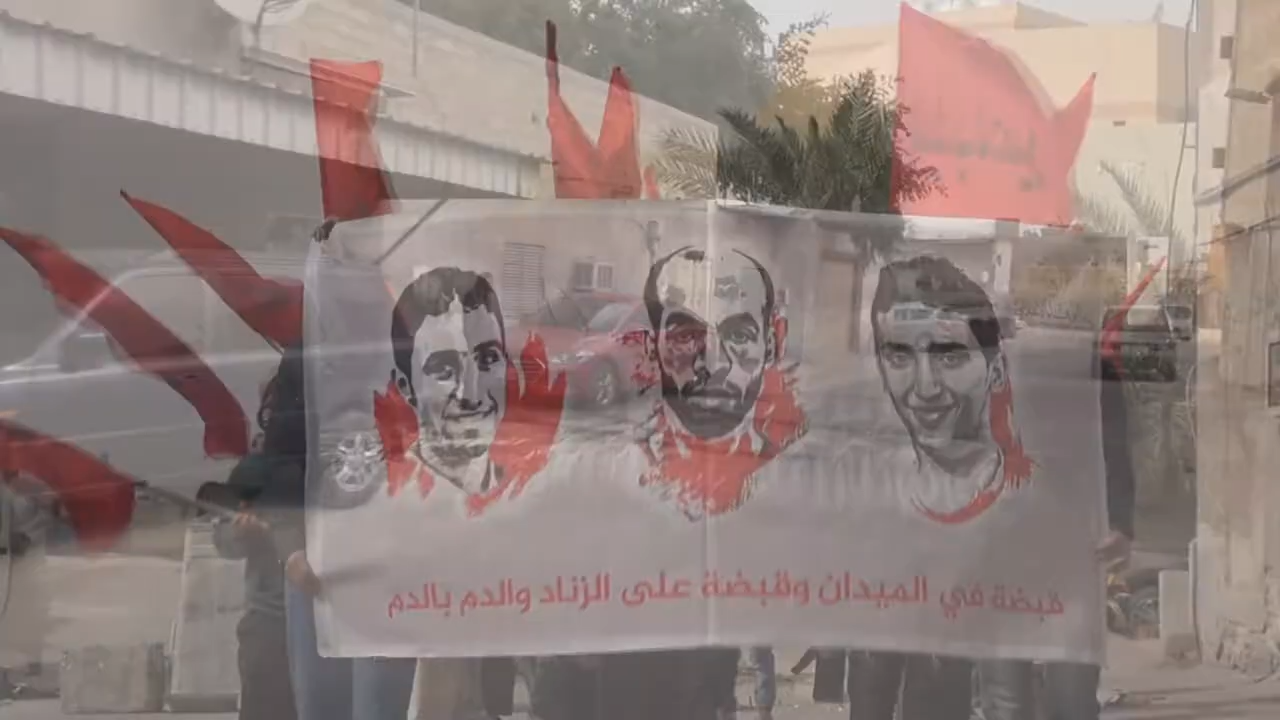 قبضة في الميدان وقبضة على الزناد والدم بالدم